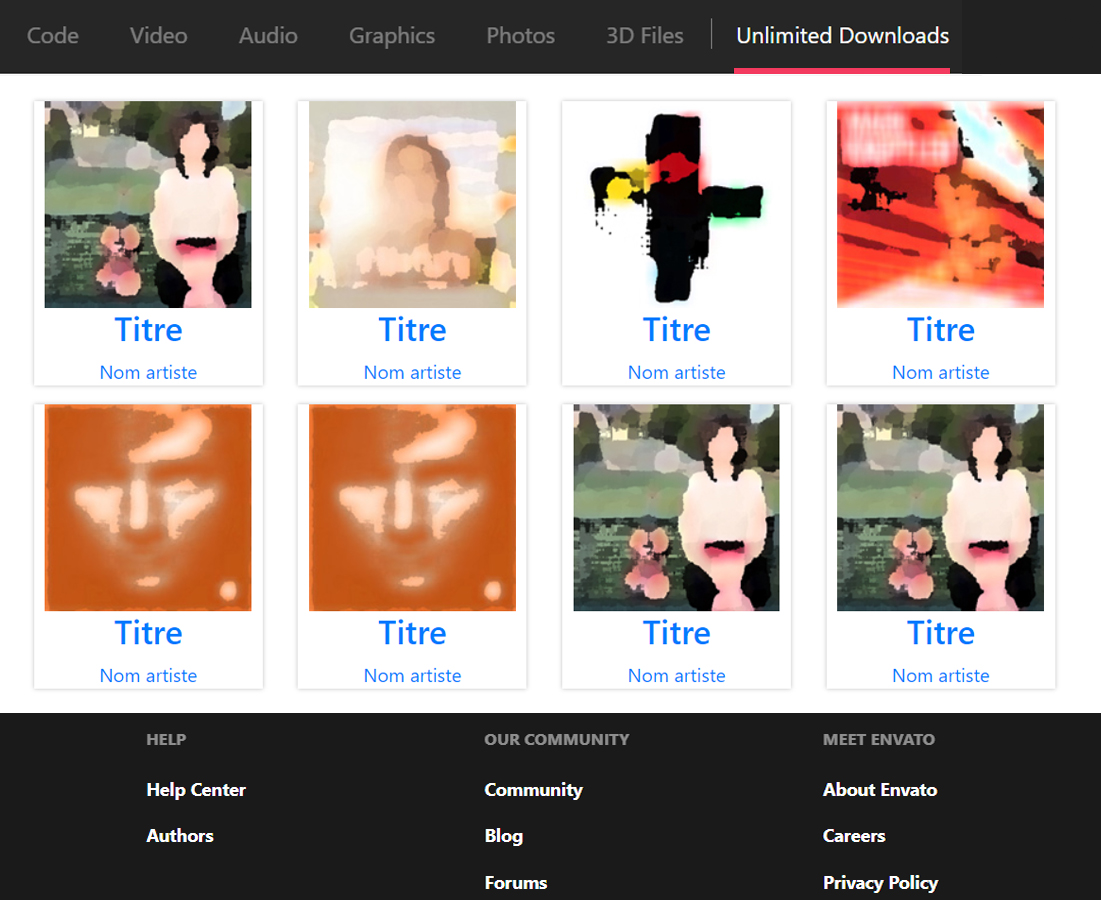 Code Video Audio Graphics Photos 3D Files Unlimited Downloads
Titre Titre Titre Titre
Nom artiste Nom artiste Nom artiste Nom artiste
Titre Titre Titre Titre
Nom artiste Nom artiste Nom artiste Nom artiste
HELP OUR COMMUNITY MEET ENVATO
Help Center Community About Envato
Authors Blog Careers
Forums Privacy Policy